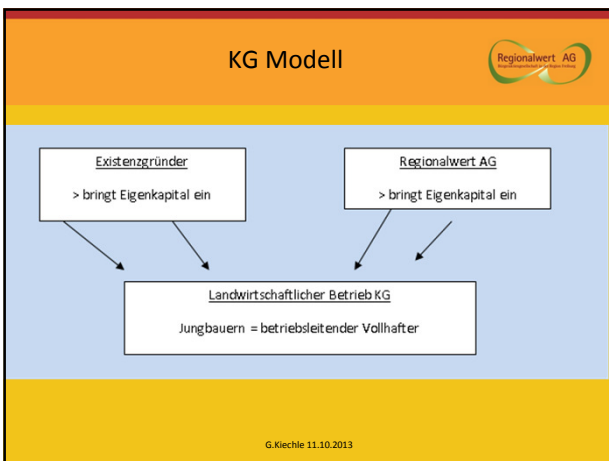 KG Modell
Regionalwert AG
Existenzgründer
> bringt Eigenkapital ein
Regionalwert AG
> bringt Eigenkapital ein
Landwirtschaftlicher Betrieb KG
Jungbauern = betriebsleitender Vollhafter
G.Kiechle 11.10.2013